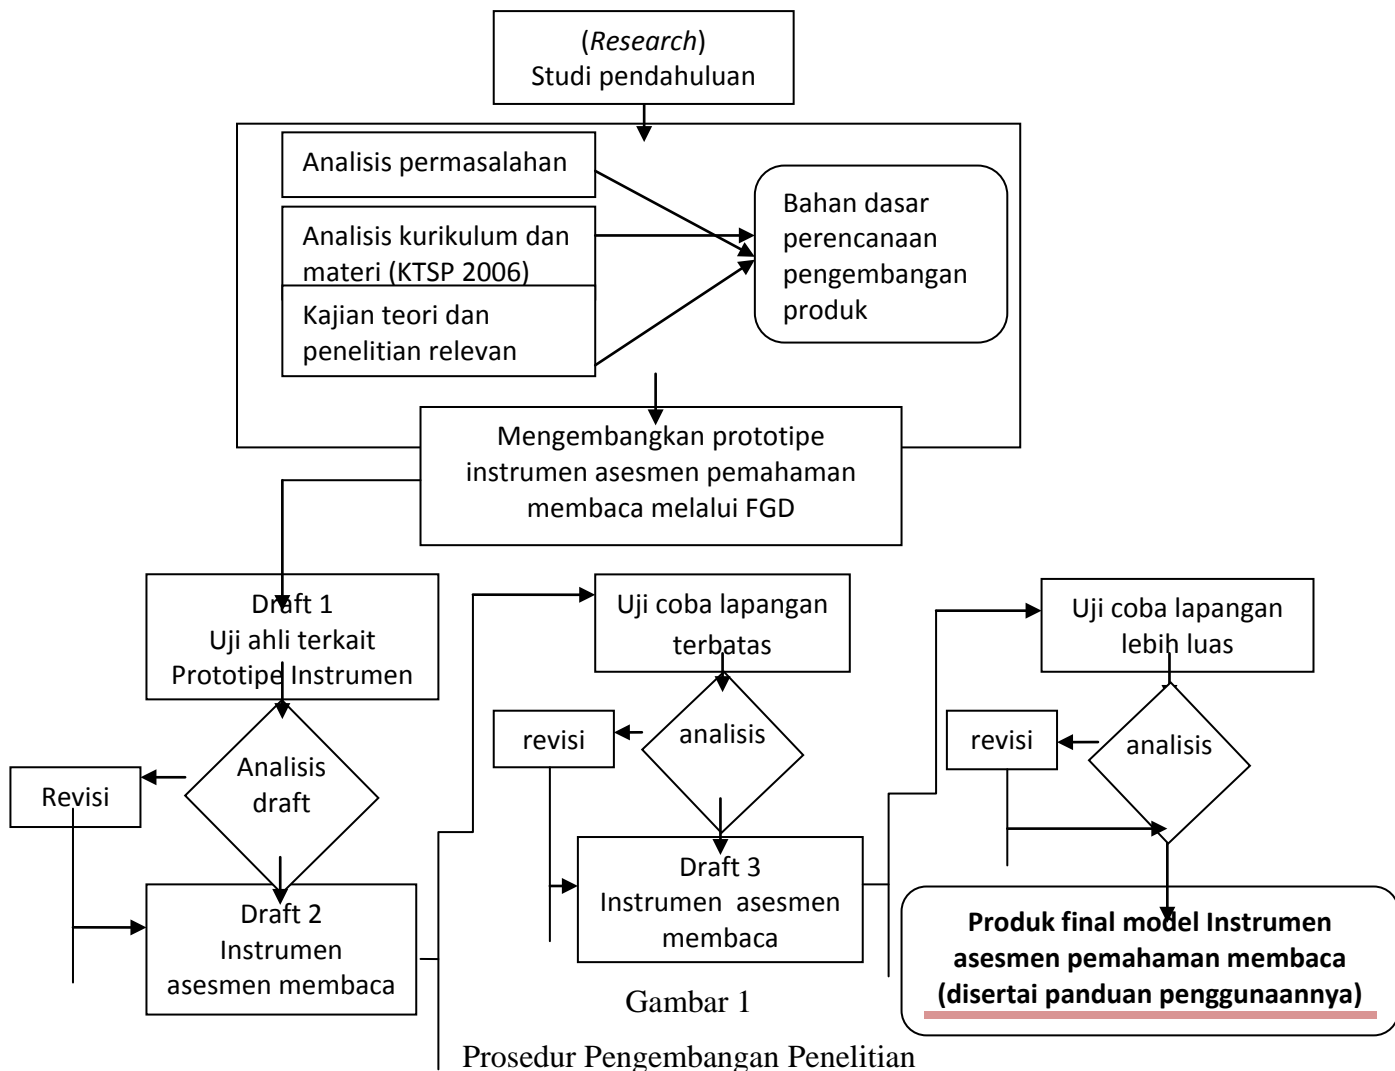 (Research)
Studi pendahuluan
Analisis permasalahan
Analisis kurikulum dan
materi (KTSP 2006)
Kajian teori dan
penelitian relevan
Bahan dasar
perencanaan
pengembangan
produk
Mengembangkan prototipe
instrumen asesmen pemahaman
membaca melalui FGD
Draft 1
Uji ahli terkait
Prototipe Instrumen
Analisis
draft
Revisi
Draft 2
Instrumen
asesmen membaca
Uji coba lapangan
terbatas
analisis
revisi
Draft 3
Instrumen asesmen
membaca
Uji coba lapangan
lebih luas
analisis
revisi
Produk final model Instrumen
asesmen pemahaman membaca
(disertai panduan penggunaannya)
Gambar 1
Prosedur Pengembangan Penelitian